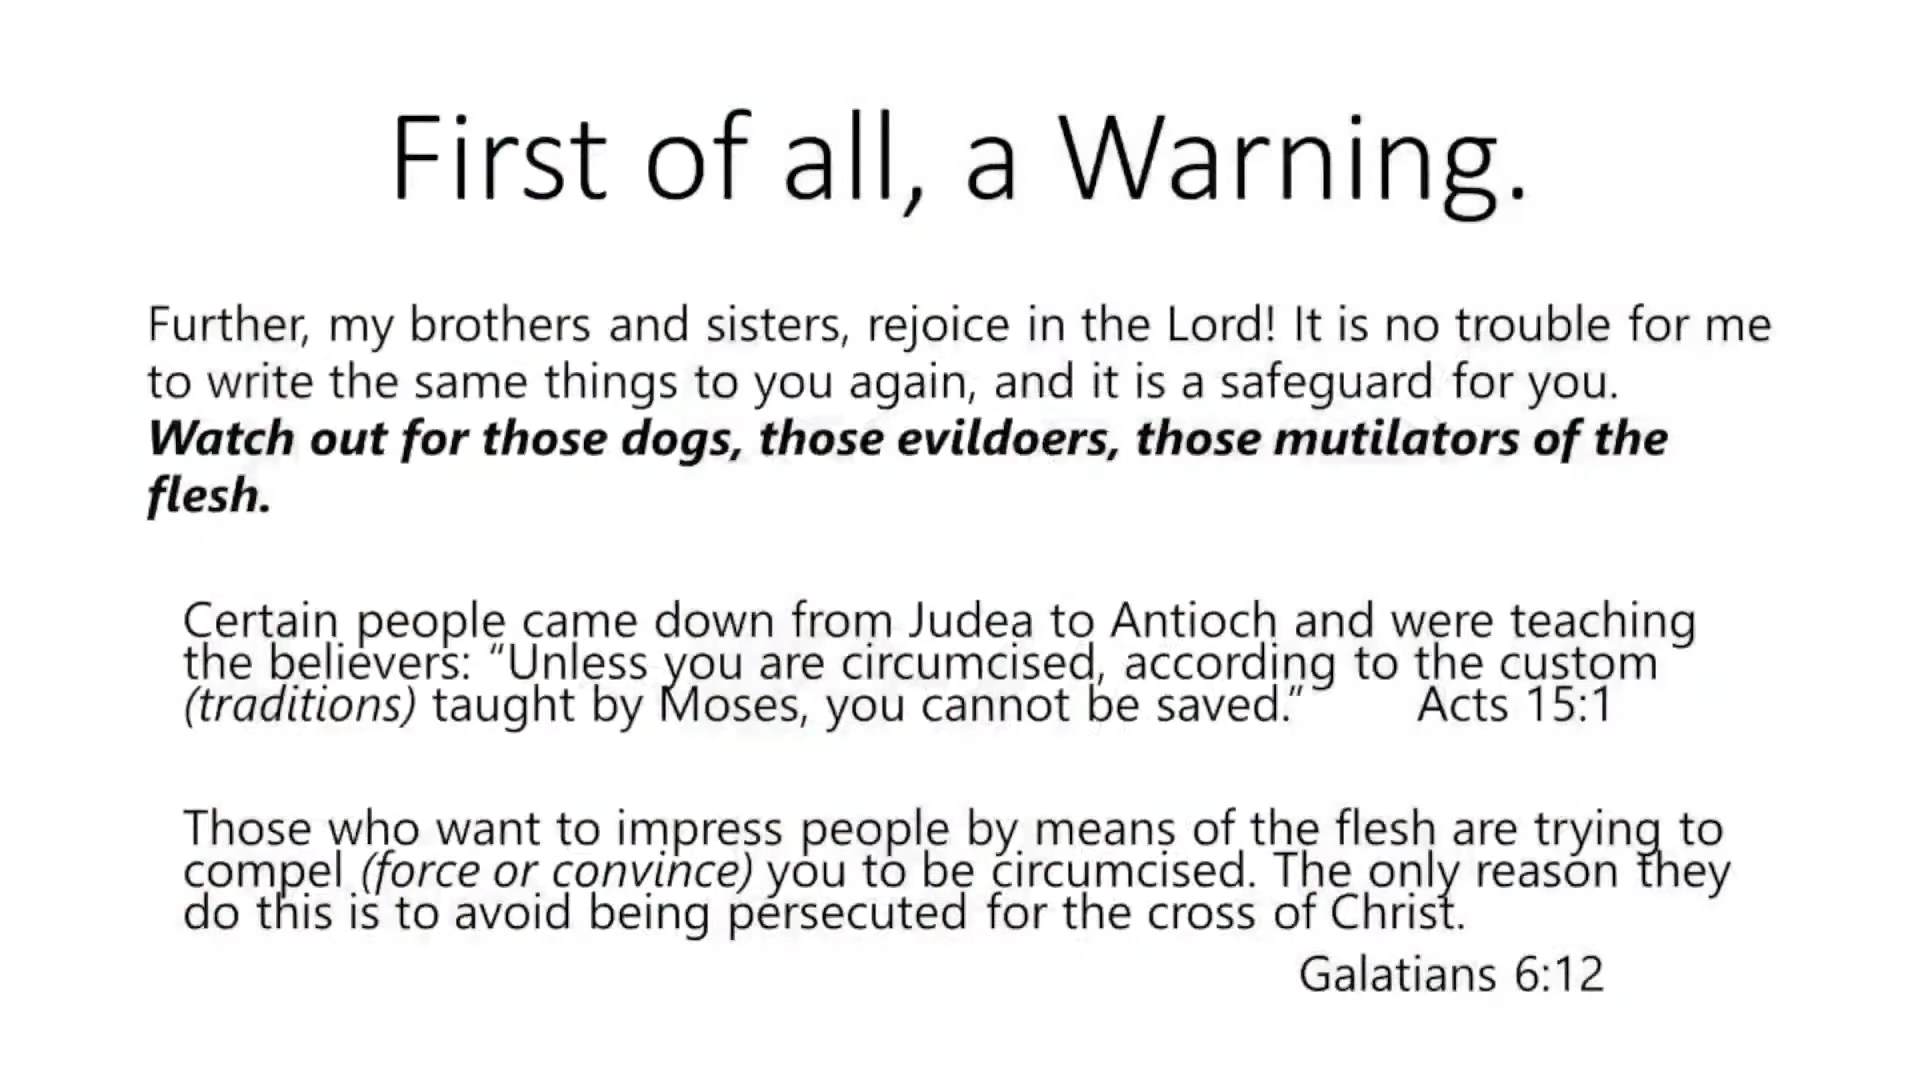 First of all, a Warning.
Further, my brothers and sisters, rejoice in the Lord! It is no trouble for me
to write the same things to you again, and it is a safeguard for you.
Watch out for those dogs, those evildoers, those mutilators of the
flesh.
Certain people came down from Judea to Antioch and were teaching
the believers: “Unless you are circumcised, according to the custom
(traditions) taught by Moses, you cannot be saved.” Acts 15:1
Those who want to impress people by means of the flesh are trying to
compel (force or convince) you to be circumcised. The only reason they
do this is to avoid being persecuted for the cross of Christ.
Galatians 6:12